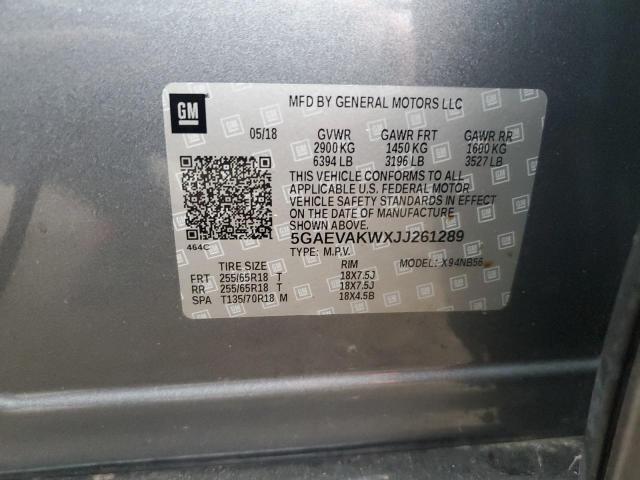 GM
MFD BY GENERAL MOTORS LLC
05/18 GVWR GAWR FRT GAWR RR
2900 KG 1450 KG 1600 KG
6394 LB 3196 LB 3527 LB
THIS VEHICLE CONFORMS TO ALL
APPLICABLE U.S. FEDERAL MOTOR
VEHICLE SAFETY STANDARDS IN EFFECT
ON THE DATE OF MANUFACTURE
SHOWN ABOVE.
464C 5GAEVAKWXJJ261289
TYPE: M.P.V. MODEL: X94NB56
TIRE SIZE RIM
FRT 255/65R18 T 18X7.5J
RR 255/65R18 T 18X7.5J
SPA T135/70R18 M 18X4.5B